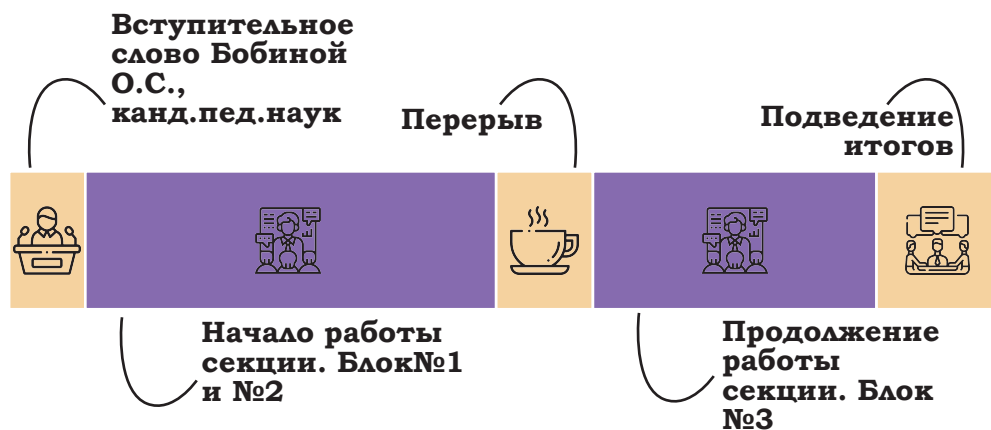 Вступительное
слово Бобиной
О.С.,
канд.пед.наук
Перерыв
Подведение
итогов
Начало работы
секции. Блок№1
и №2
Продолжение
работы
секции. Блок
№3